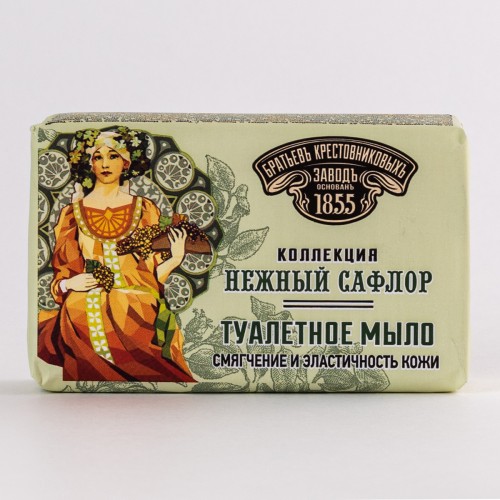 БРАТЬЕВЪ КРЕСТОВНИКОВЫХЪ
ЗАВОДЪ
ОСНОВАНЪ
1855
КОЛЛЕКЦИЯ
НЕЖНЫЙ САФЛОР
ТУАЛЕТНОЕ МЫЛО
СМЯГЧЕНИЕ И ЭЛАСТИЧНОСТЬ КОЖИ